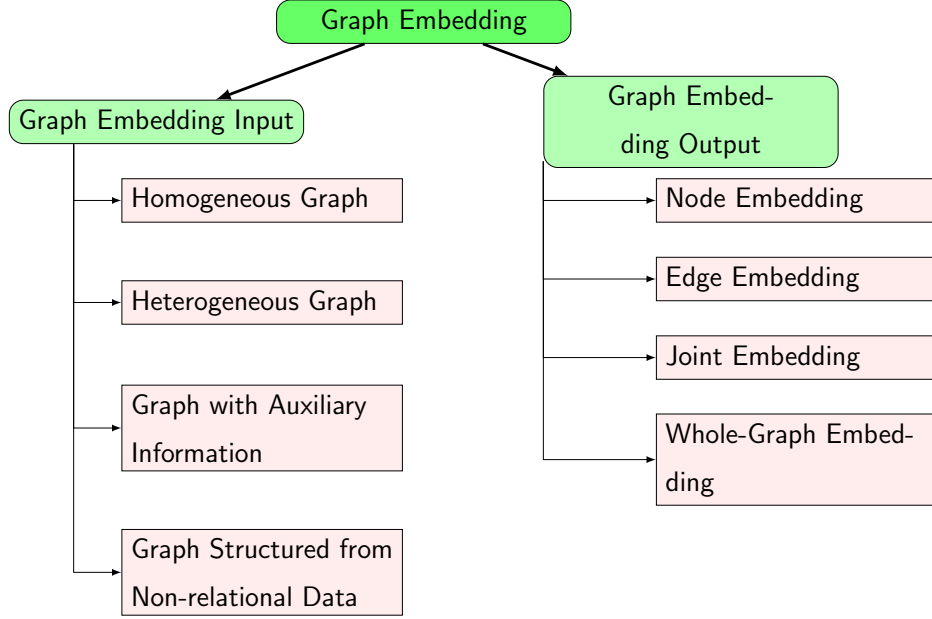 Graph Embedding
Graph Embedding Input
Homogeneous Graph
Heterogeneous Graph
Graph with Auxiliary
Information
Graph Structured from
Non-relational Data
Graph Embed-
ding Output
Node Embedding
Edge Embedding
Joint Embedding
Whole-Graph Embed-
ding